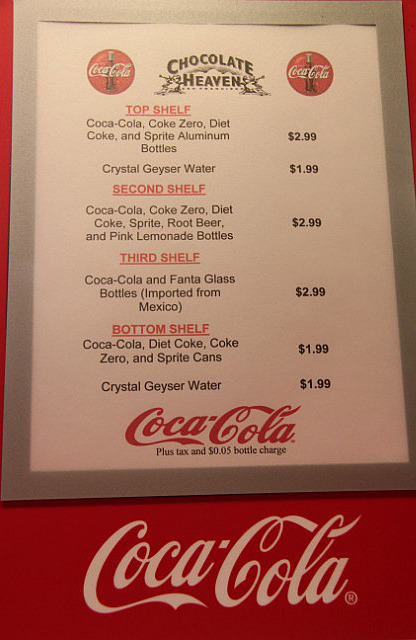 Coca-Cola CHOCOLATE Coca-Cola
HEAVEN
SAN FRANCISCO
TOP SHELF
Coca-Cola, Coke Zero, Diet
Coke, and Sprite Aluminum $2.99
Bottles
Crystal Geyser Water $1.99
SECOND SHELF
Coca-Cola, Coke Zero, Diet
Coke, Sprite, Root Beer, $2.99
and Pink Lemonade Bottles
THIRD SHELF
Coca-Cola and Fanta Glass
Bottles (Imported from $2.99
Mexico)
BOTTOM SHELF
Coca-Cola, Diet Coke, Coke $1.99
Zero, and Sprite Cans
Crystal Geyser Water $1.99
Coca-Cola
Plus tax and $0.05 bottle charge
Coca-Cola®